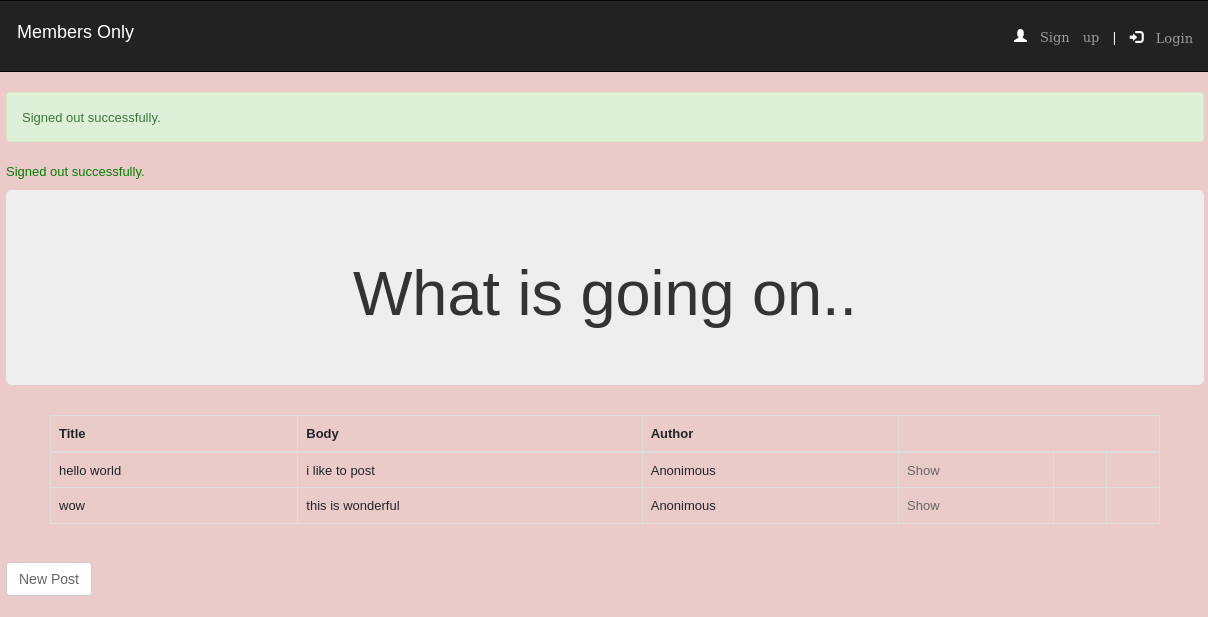 Members Only
Sign up | Login
Signed out successfully.
Signed out successfully.
What is going on..
Title Body Author
hello world i like to post Anonimous Show
wow this is wonderful Anonimous Show
New Post